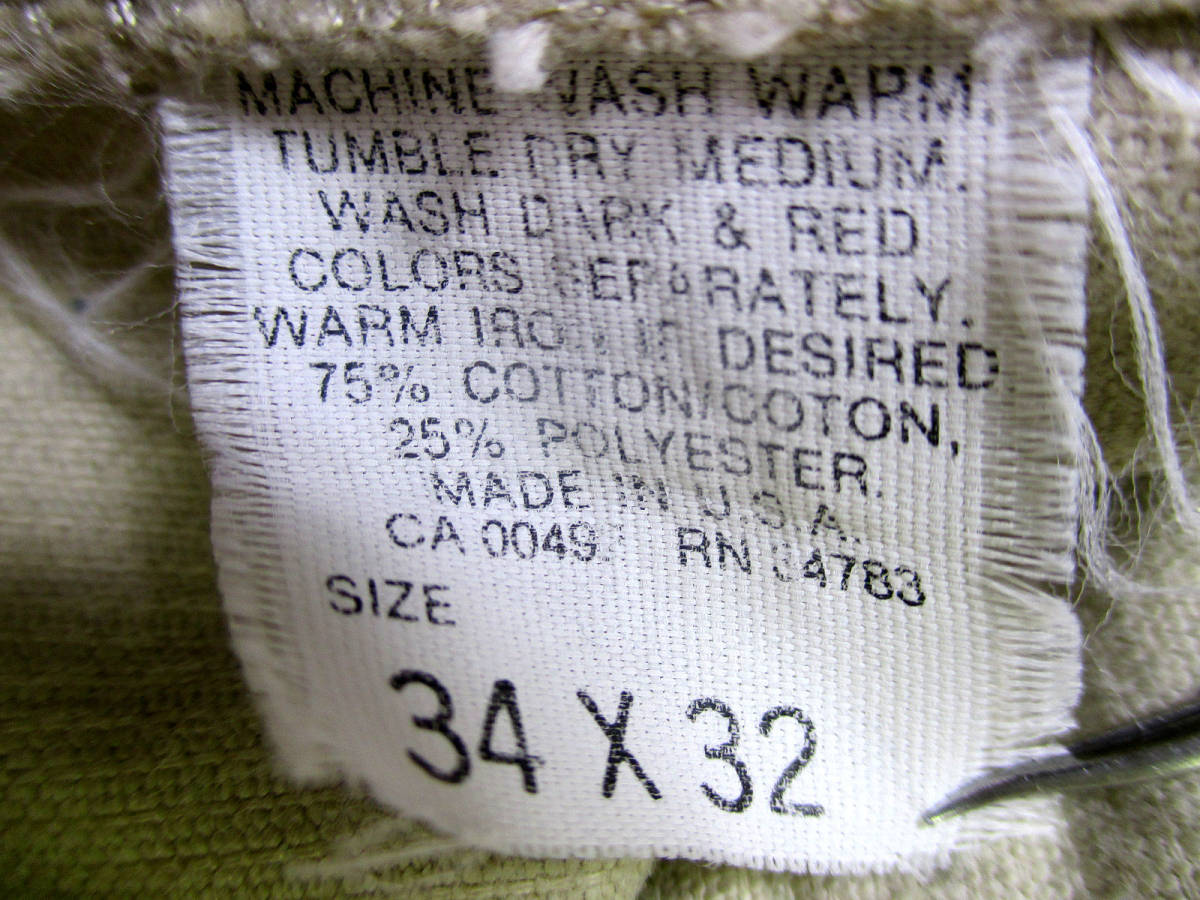 MACHINE WASH WARM.
TUMBLE DRY MEDIUM.
WASH DARK & RED
COLORS SEPARATELY.
WARM IRON IF DESIRED.
75% COTTON/COTON,
25% POLYESTER.
MADE IN U.S.A.
CA RN
SIZE
34 X 32